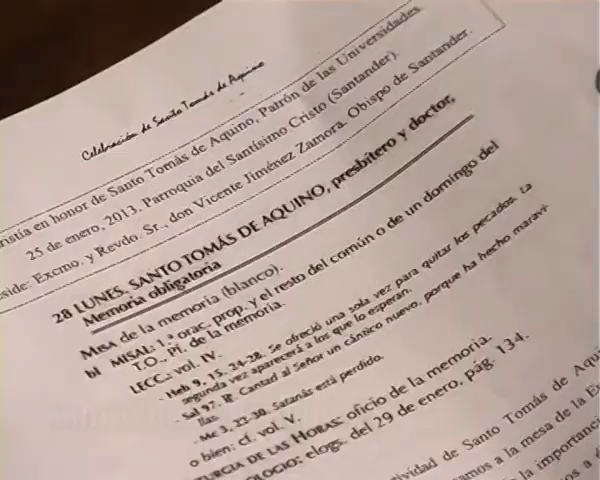 Celebración de Santo Tomás de Aquino
ristía en honor de Santo Tomás de Aquino, Patrón de las Universidades.
25 de enero, 2013. Parroquia del Santísimo Cristo (Santander).
eside: Excmo. y Revdo. Sr., don Vicente Jiménez Zamora. Obispo de Santander.
28 LUNES. SANTO TOMÁS DE AQUINO, presbítero y doctor,
Memoria obligatoria
MISA de la memoria (blanco).
bl MISAL: 1.ª orac. prop. y el resto del común o de un domingo del
T.O., Pf. de la memoria.
LECC.: vol. IV.
- Heb 9, 15. 24-28. Se ofreció una sola vez para quitar los pecados. La
segunda vez aparecerá a los que lo esperan.
- Sal 97. R. Cantad al Señor un cántico nuevo, porque ha hecho maravi-
llas
- Mc 3, 22-30. Satanás está perdido.
o bien: cf. vol. V.
URGIA DE LAS HORAS: oficio de la memoria.
OLOGIO: elogs. del 29 de enero, pág. 134.
tividad de Santo Tomás de Aqui
amos a la mesa de la E
la importanci